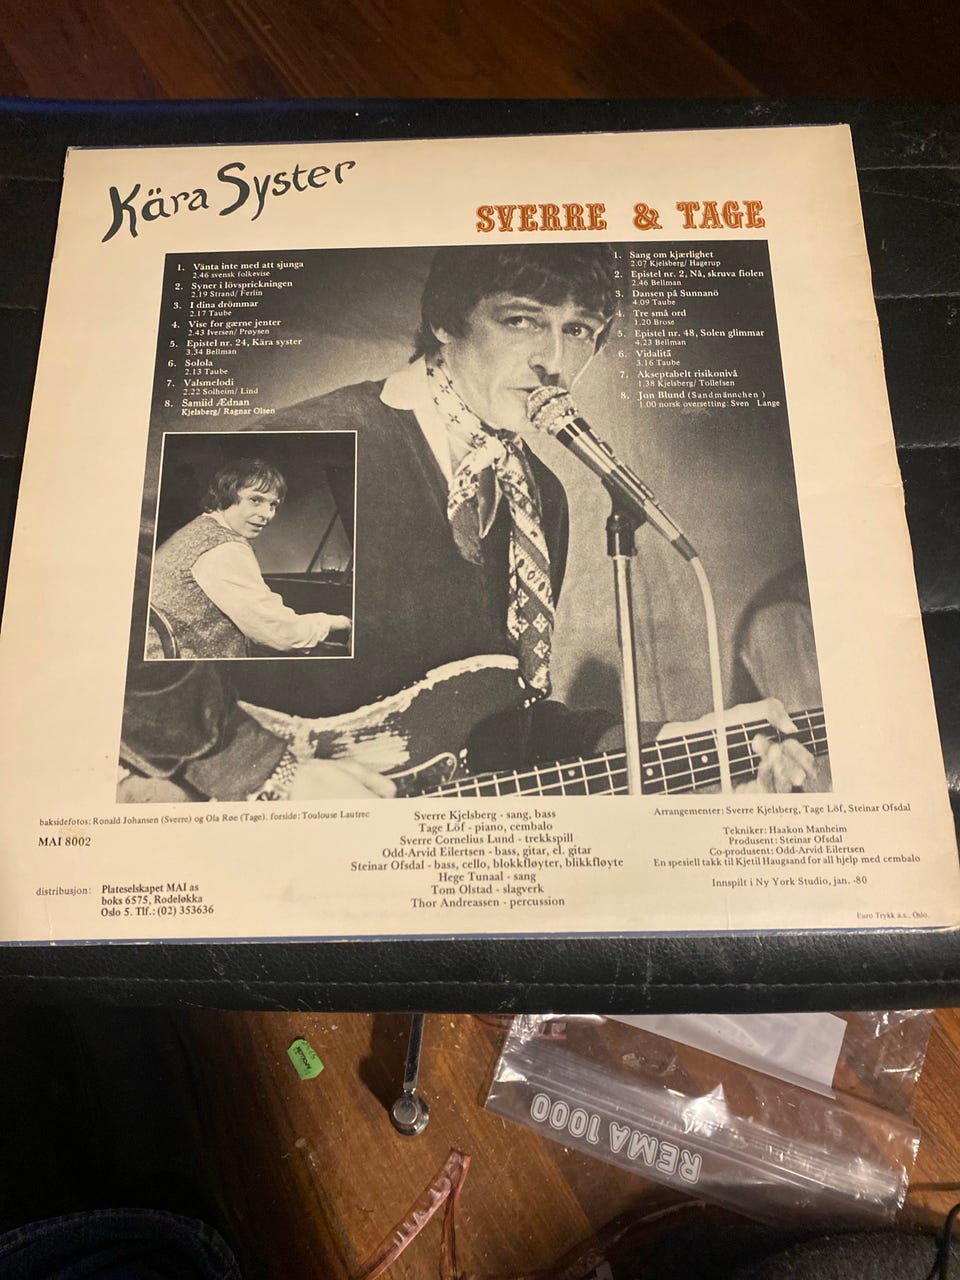 Kära Syster
SVERRE & TAGE
1. Vänta inte med att sjunga
2.46 svensk folkevise
2. Syner i lövsprickningen
2.19 Strand/ Ferlin
3. I dina drömmar
2.17 Taube
4. Vise for gærne jenter
2.43 Iversen/ Prøysen
5. Epistel nr. 24, Kära syster
3.34 Bellman
6. Solola
2.13 Taube
7. Valsmelodi
2.22 Solheim/ Lind
8. Samiid Ædnan
Kjelsberg/ Ragnar Olsen
1. Sang om kjærlighet
2.07 Kjelsberg/ Hagerup
2. Epistel nr. 2, Nå, skruva fiolen
2.46 Bellman
3. Dansen på Sunnanö
4.09 Taube
4. Tre små ord
1.20 Brose
5. Epistel nr. 48, Solen glimmar
4.23 Bellman
6. Vidalitá
3.16 Taube
7. Akseptabelt risikonivå
1.38 Kjelsberg/ Tollefsen
8. Jon Blund (Sandmännchen )
1.00 norsk oversetting: Sven Lange
baksidefotos: Ronald Johansen (Sverre) og Ola Røe (Tage). forside: Toulouse Lautrec
MAI 8002
distribusjon: Plateselskapet MAI as
boks 6575, Rodeløkka
Oslo 5. Tlf.: (02) 353636
Sverre Kjelsberg - sang, bass
Tage Löf - piano, cembalo
Sverre Cornelius Lund - trekkspill
Odd-Arvid Eilertsen - bass, gitar, el. gitar
Steinar Ofsdal - bass, cello, blokkfløyter, blikkfløyte
Hege Tunaal - sang
Tom Olstad - slagverk
Thor Andreassen - percussion
Arrangementer: Sverre Kjelsberg, Tage Löf, Steinar Ofsdal
Tekniker: Haakon Manheim
Produsent: Steinar Ofsdal
Co-produsent: Odd-Arvid Eilertsen
En spesiell takk til Kjetil Haugsand for all hjelp med cembalo
Innspilt i Ny York Studio, jan. -80
Euro Trykk a.s., Oslo.
REMA 1000